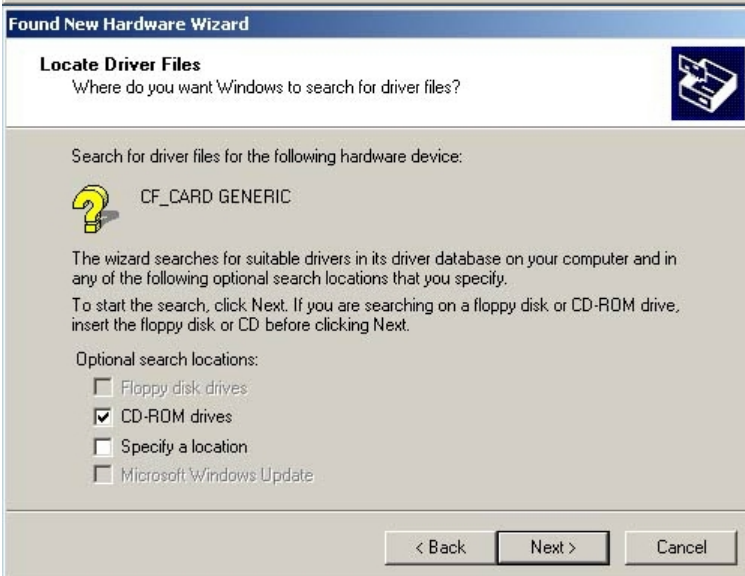 Found New Hardware Wizard
Locate Driver Files
Where do you want Windows to search for driver files?
Search for driver files for the following hardware device:
CF_CARD GENERIC
The wizard searches for suitable drivers in its driver database on your computer and in
any of the following optional search locations that you specify.
To start the search, click Next. If you are searching on a floppy disk or CD-ROM drive,
insert the floppy disk or CD before clicking Next.
Optional search locations:
Floppy disk drives
CD-ROM drives
Specify a location
Microsoft Windows Update
< Back Next > Cancel